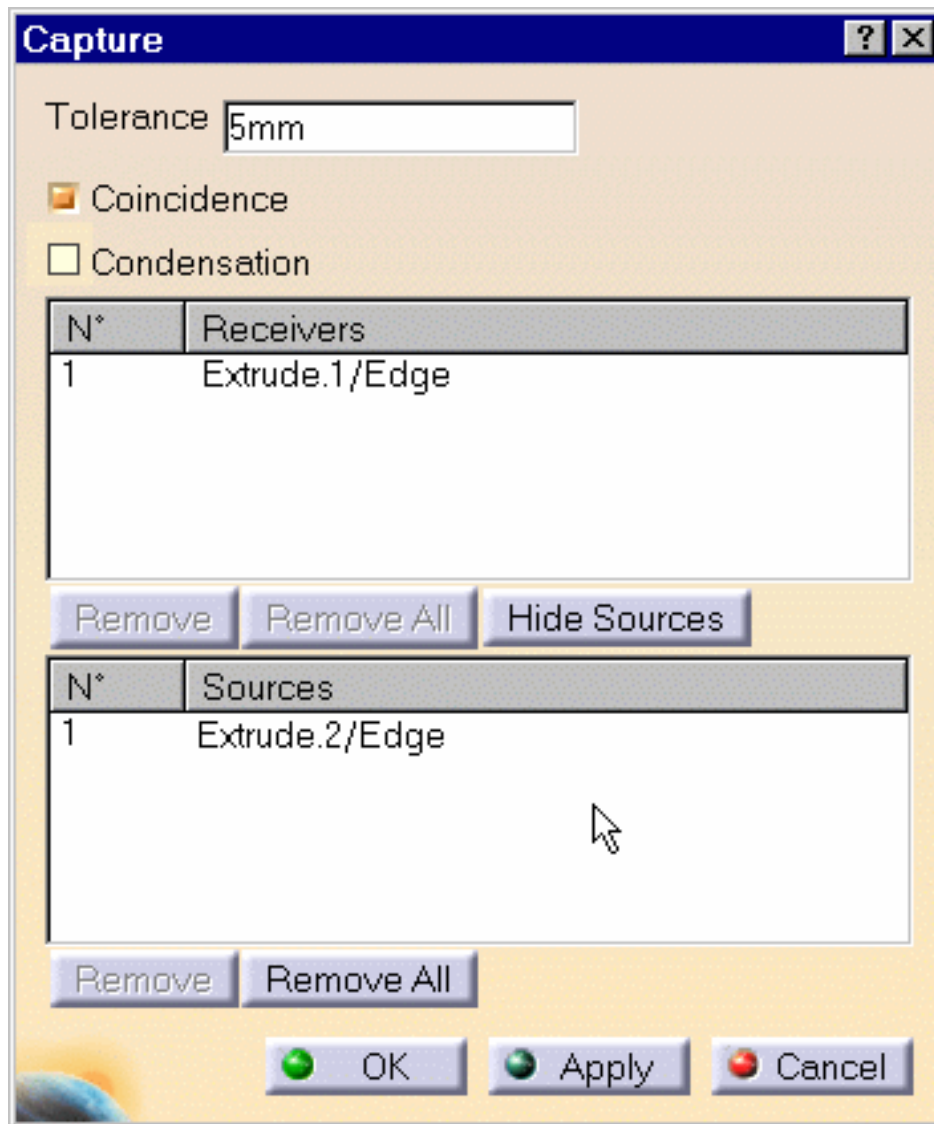 Capture ?
Tolerance 5mm
Coincidence
Condensation
N° Receivers
1 Extrude.1/Edge
Remove Remove All Hide Sources
N° Sources
1 Extrude.2/Edge
Remove Remove All
OK Apply Cancel